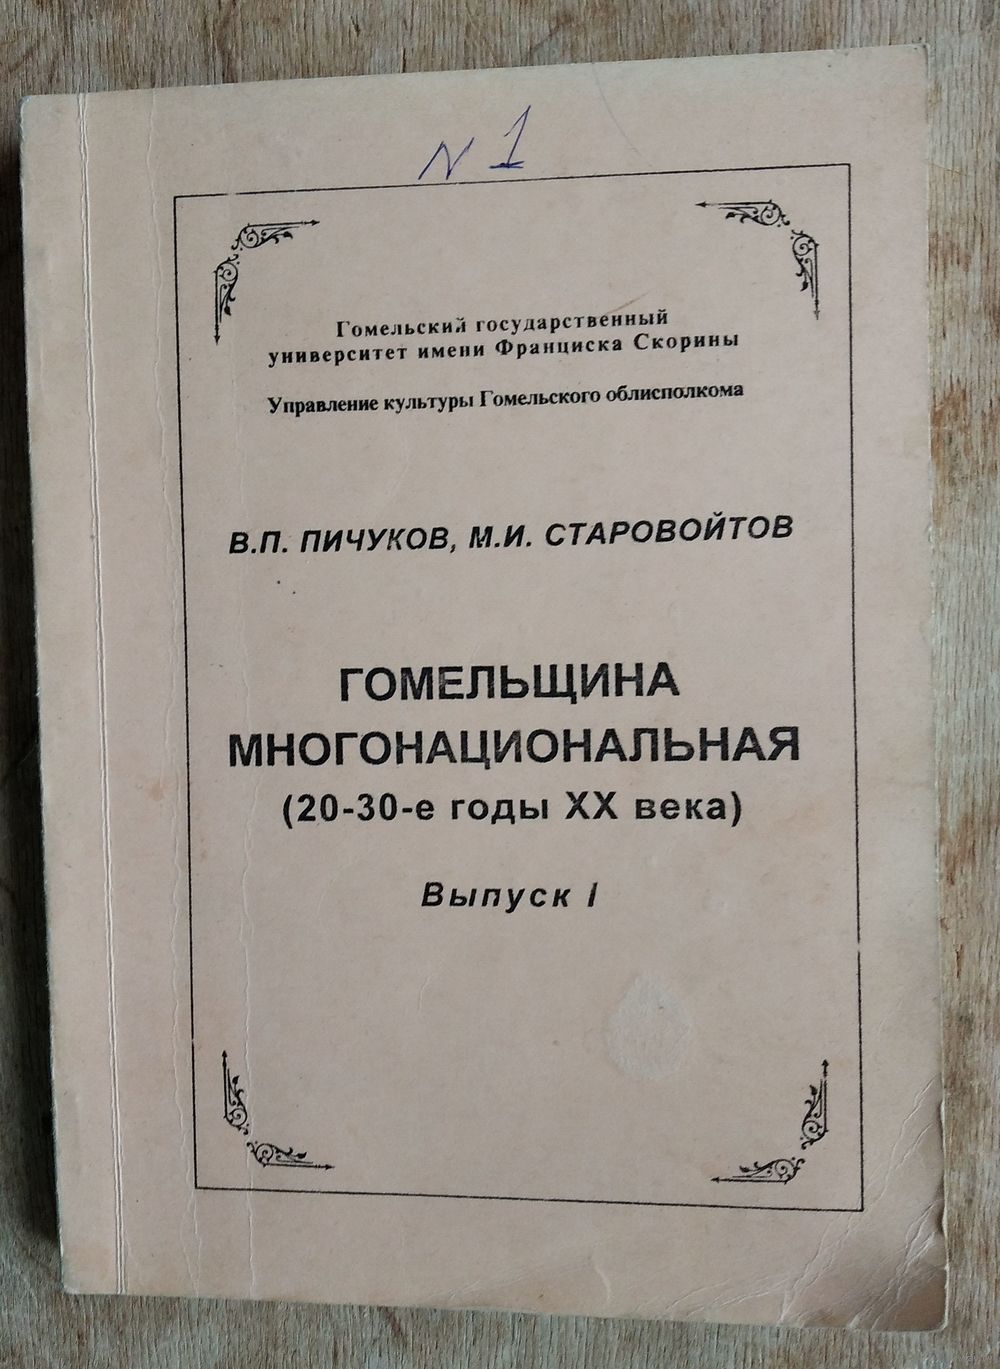 N 1
Гомельский государственный
университет имени Франциска Скорины
Управление культуры Гомельского облисполкома
В.П. ПИЧУКОВ, М.И. СТАРОВОЙТОВ
ГОМЕЛЬЩИНА
МНОГОНАЦИОНАЛЬНАЯ
(20-30-е годы XX века)
Выпуск I